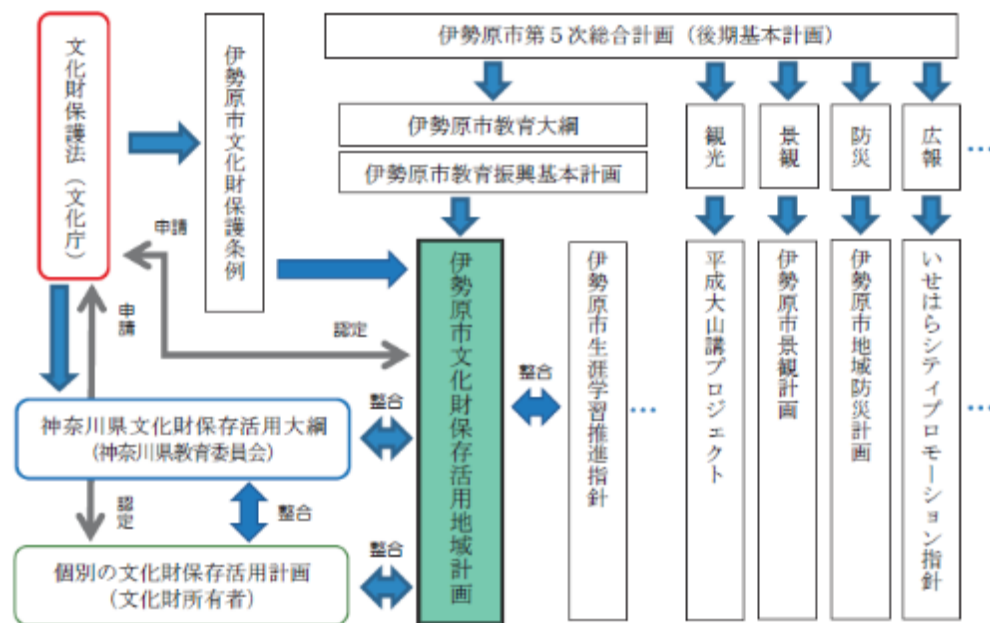 伊勢原市第５次総合計画（後期基本計画）
文化財保護法（文化庁）
伊勢原市文化財保護条例
伊勢原市教育大綱
伊勢原市教育振興基本計画
観光
景観
防災
広報
…
申請
申請
認定
伊勢原市文化財保存活用地域計画
整合
伊勢原市生涯学習推進指針
…
平成大山講プロジェクト
伊勢原市景観計画
伊勢原市地域防災計画
いせはらシティプロモーション指針
…
神奈川県文化財保存活用大綱
（神奈川県教育委員会）
整合
認定
整合
個別の文化財保存活用計画
（文化財所有者）
整合